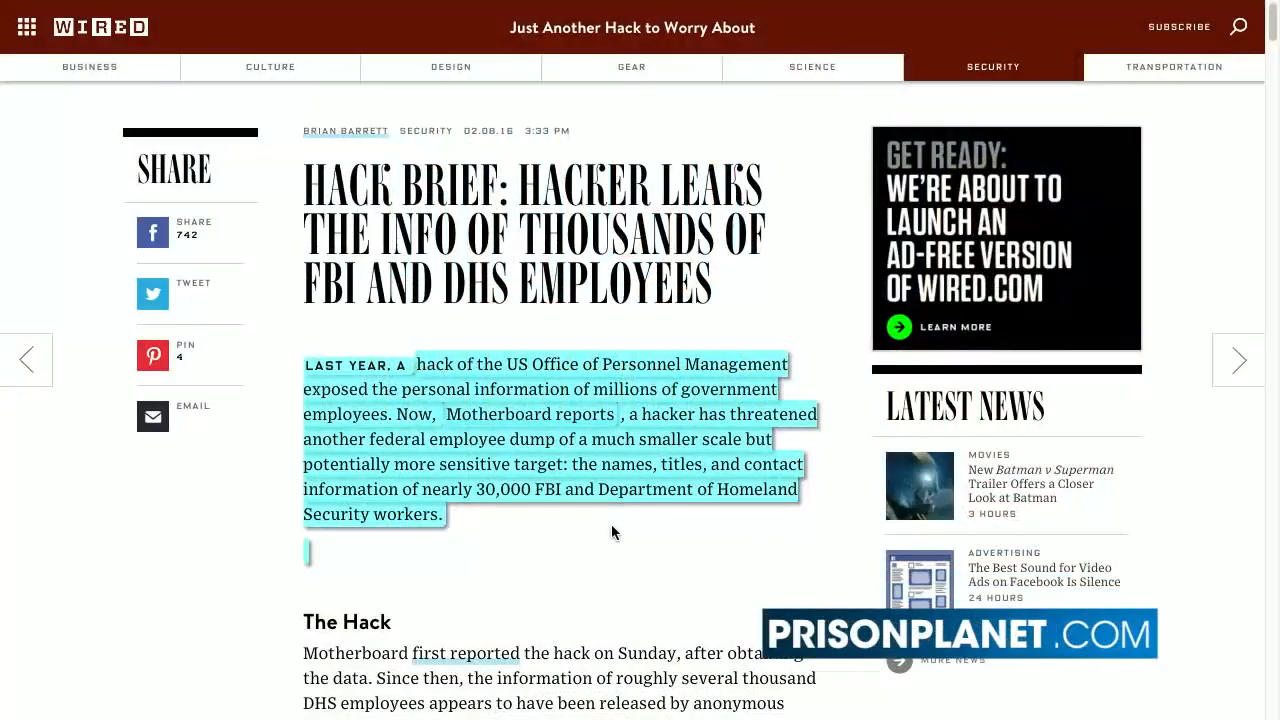 WIRED
Just Another Hack to Worry About
SUBSCRIBE
BUSINESS
CULTURE
DESIGN
GEAR
SCIENCE
SECURITY
TRANSPORTATION
SHARE
SHARE
742
TWEET
PIN
4
EMAIL
BRIAN BARRETT SECURITY 02.08.16 3:33 PM
HACK BRIEF: HACKER LEAKS
THE INFO OF THOUSANDS OF
FBI AND DHS EMPLOYEES
LAST YEAR, A hack of the US Office of Personnel Management
exposed the personal information of millions of government
employees. Now, Motherboard reports , a hacker has threatened
another federal employee dump of a much smaller scale but
potentially more sensitive target: the names, titles, and contact
information of nearly 30,000 FBI and Department of Homeland
Security workers.
The Hack
Motherboard first reported the hack on Sunday, after
the data. Since then, the information of roughly several thousand
DHS employees appears to have been released by anonymous
GET READY:
WE'RE ABOUT TO
LAUNCH AN
AD-FREE VERSION
OF WIRED.COM
LEARN MORE
LATEST NEWS
MOVIES
New Batman v Superman
Trailer Offers a Closer
Look at Batman
3 HOURS
ADVERTISING
The Best Sound for Video
Ads on Facebook Is Silence
24 HOURS
PRISONPLANET.COM
MORE NEWS